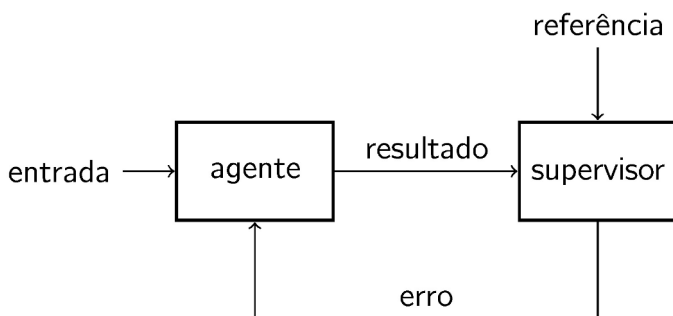 referência
entrada
agente
resultado
supervisor
erro